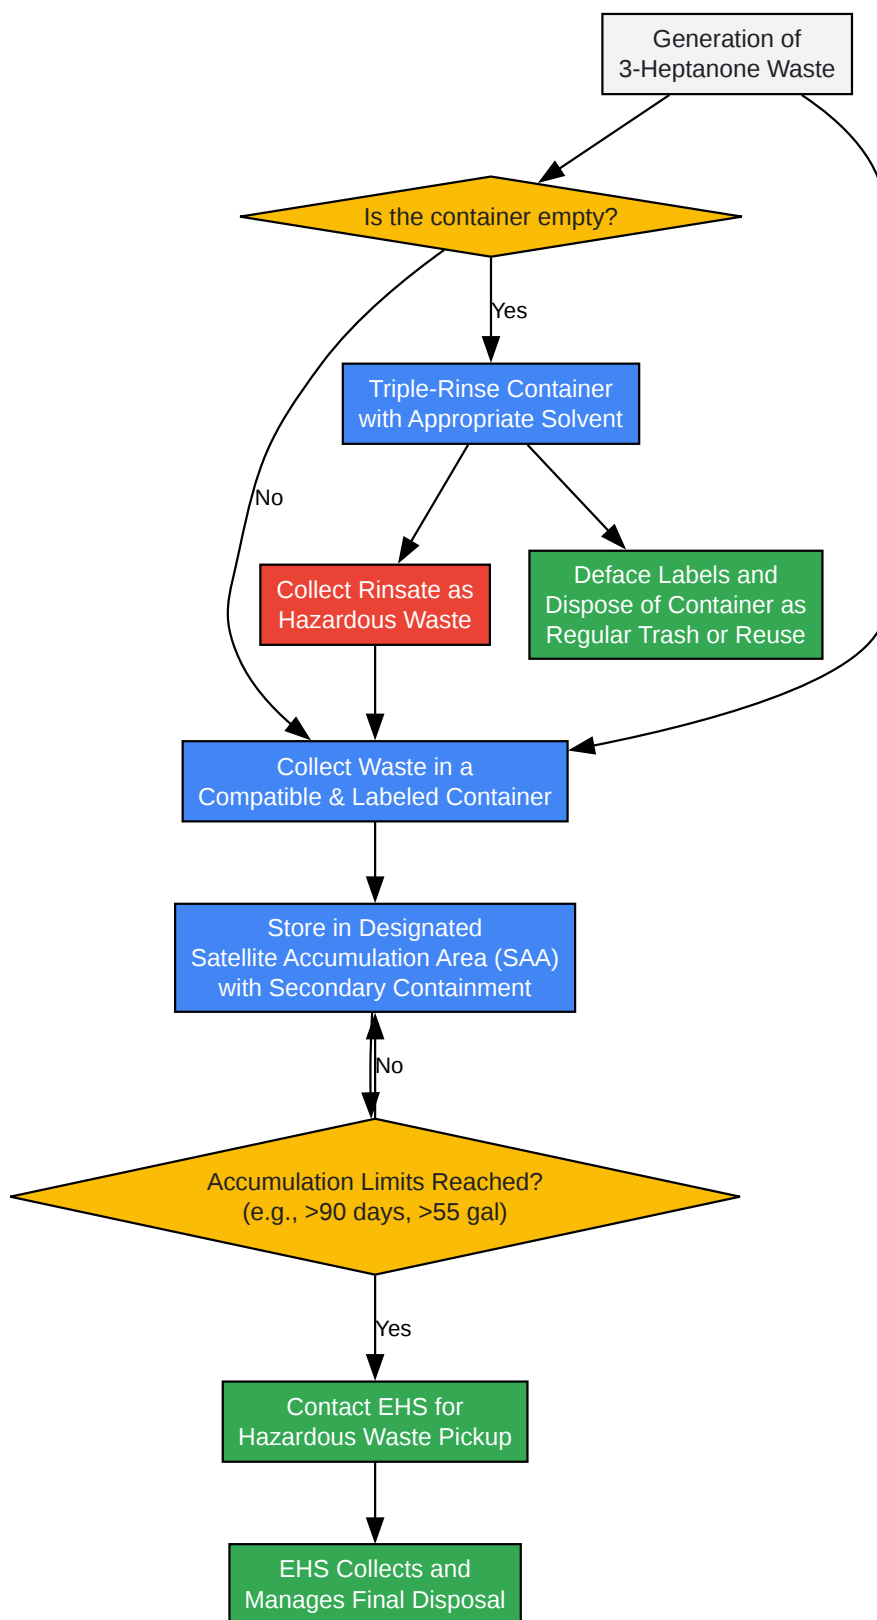 Generation of
3-Heptanone Waste
Is the container empty?
Yes
Triple-Rinse Container
with Appropriate Solvent
No
Collect Rinsate as
Hazardous Waste
Deface Labels and
Dispose of Container as
Regular Trash or Reuse
Collect Waste in a
Compatible & Labeled Container
Store in Designated
Satellite Accumulation Area (SAA)
with Secondary Containment
No
Accumulation Limits Reached?
(e.g., >90 days, >55 gal)
Yes
Contact EHS for
Hazardous Waste Pickup
EHS Collects and
Manages Final Disposal